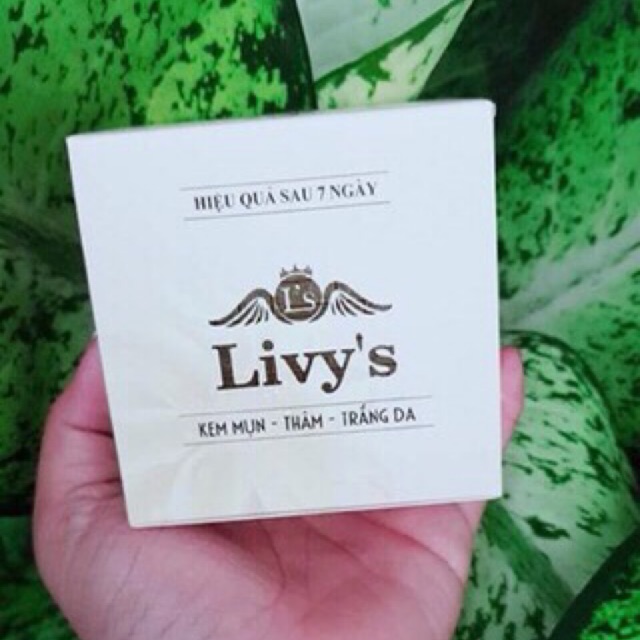 HIỆU QUẢ SAU 7 NGÀY
L's
Livy's
KEM MỤN - THÂM - TRẮNG DA